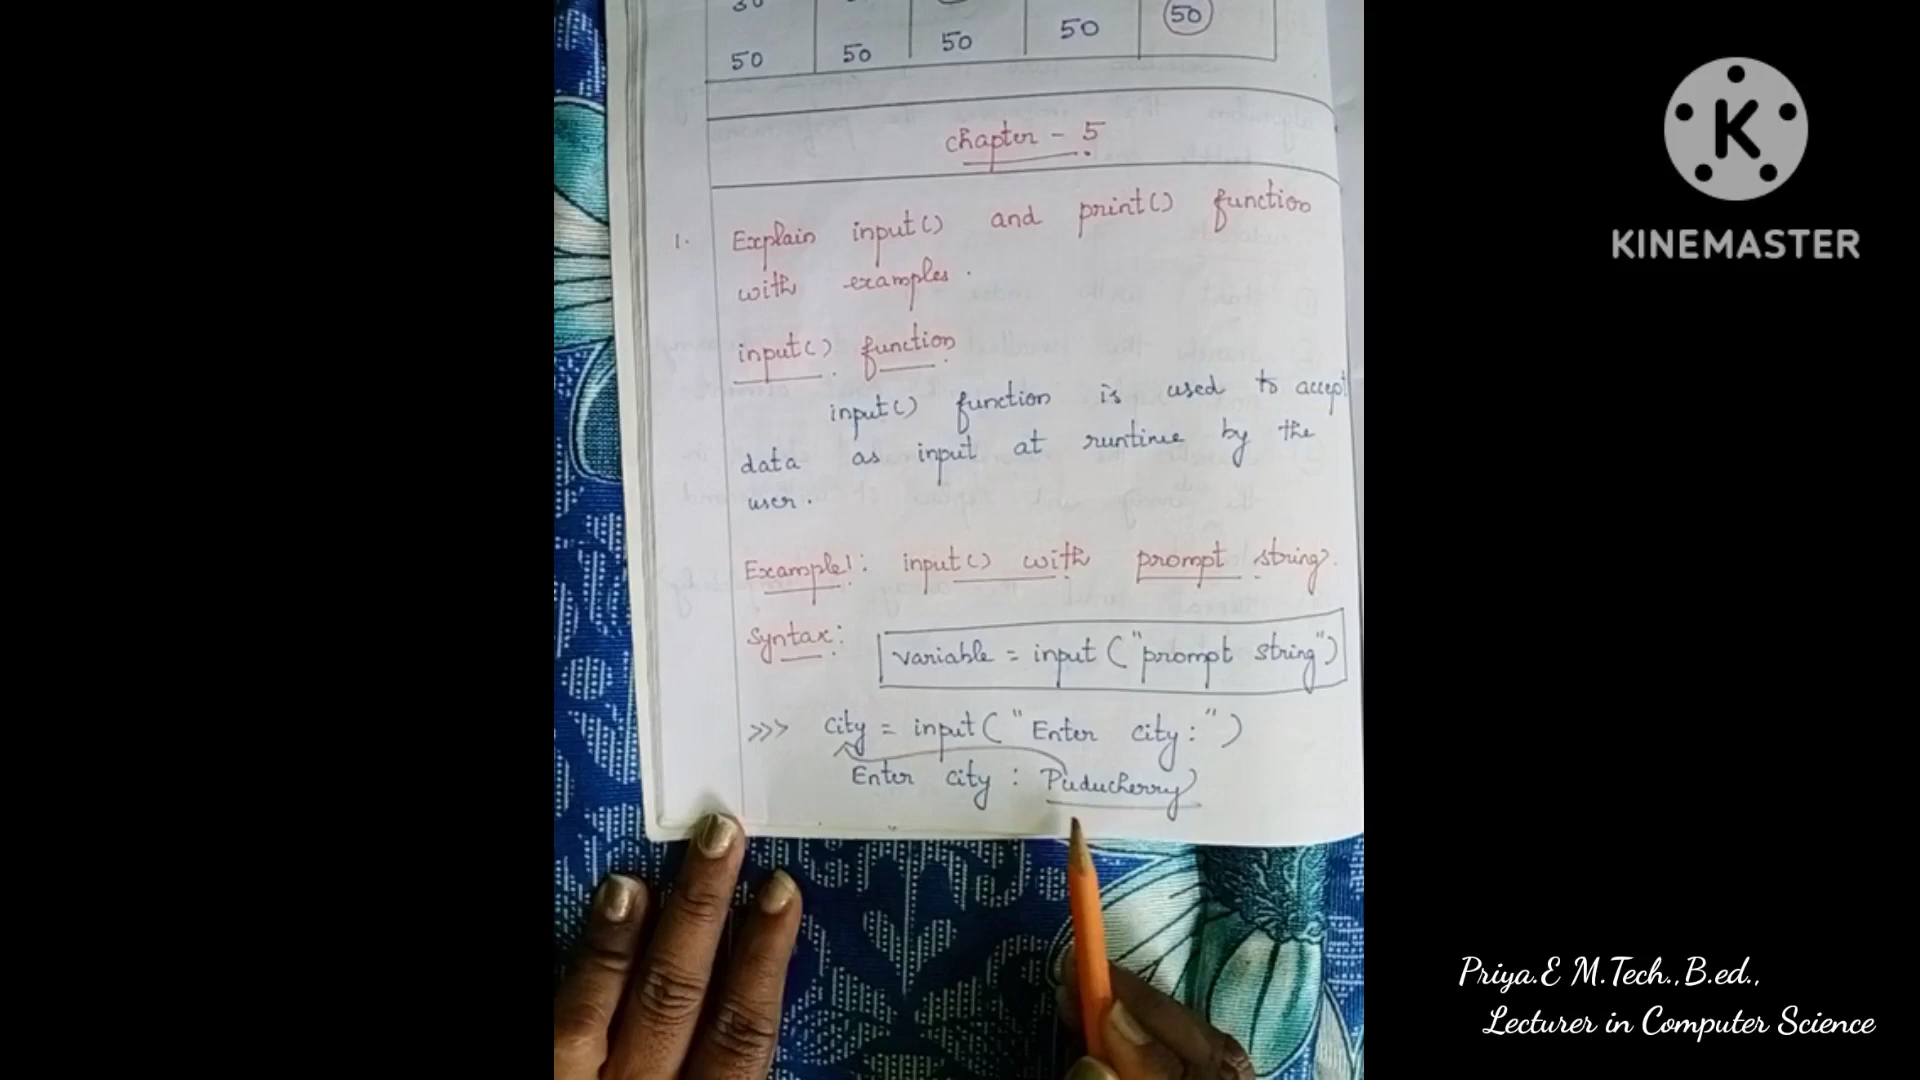 50
50 50 50 50
chapter - 5
1. Explain input() and print() function
with examples.
input() function
input() function is used to accept
data as input at runtime by the
user.
Example1: input() with prompt string.
Syntax: variable = input ("prompt string")
>>> city = input("Enter city:")
Enter city : Puducherry
K
KINEMASTER
Priya.E M.Tech.,B.ed.,
Lecturer in Computer Science